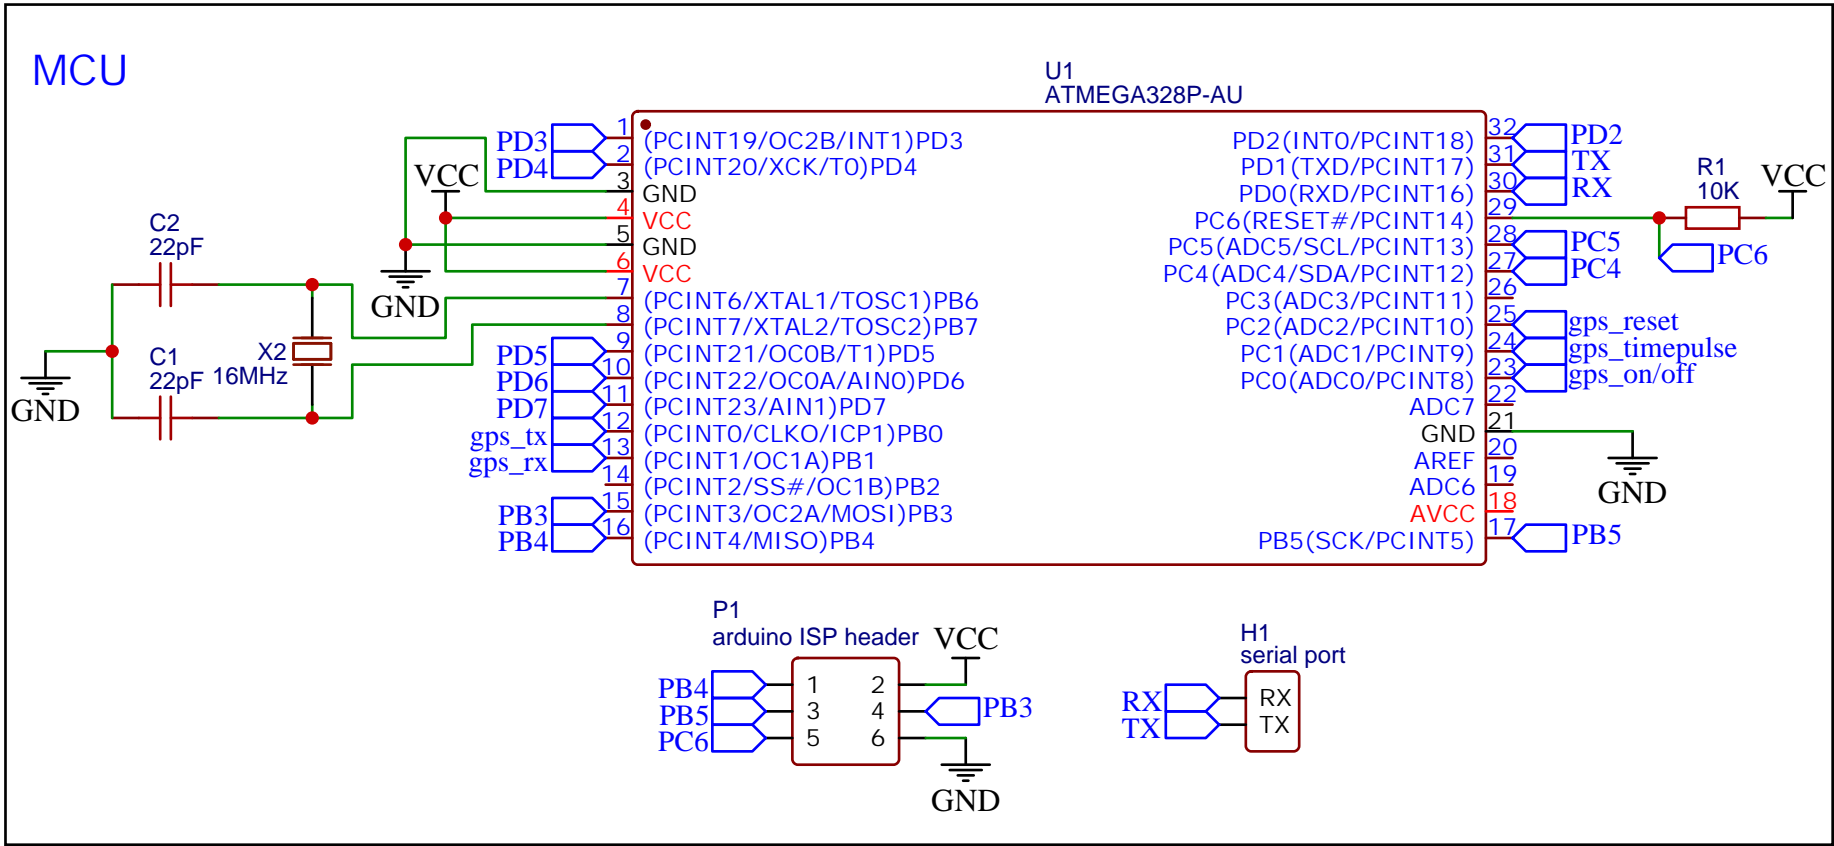 MCU
U1
ATMEGA328P-AU
PD3
1
(PCINT19/OC2B/INT1)PD3
PD4
2
(PCINT20/XCK/T0)PD4
3
GND
VCC
4
VCC
5
GND
6
VCC
GND
7
(PCINT6/XTAL1/TOSC1)PB6
8
(PCINT7/XTAL2/TOSC2)PB7
PD5
9
(PCINT21/OC0B/T1)PD5
PD6
10
(PCINT22/OC0A/AIN0)PD6
PD7
11
(PCINT23/AIN1)PD7
gps_tx
12
(PCINT0/CLKO/ICP1)PB0
gps_rx
13
(PCINT1/OC1A)PB1
14
(PCINT2/SS#/OC1B)PB2
PB3
15
(PCINT3/OC2A/MOSI)PB3
PB4
16
(PCINT4/MISO)PB4
C2
22pF
C1
22pF
X2
16MHz
GND
PD2(INT0/PCINT18)
32
PD2
PD1(TXD/PCINT17)
31
TX
PD0(RXD/PCINT16)
30
RX
PC6(RESET#/PCINT14)
29
R1
10K
VCC
PC6
PC5(ADC5/SCL/PCINT13)
28
PC5
PC4(ADC4/SDA/PCINT12)
27
PC4
PC3(ADC3/PCINT11)
26
PC2(ADC2/PCINT10)
25
gps_reset
PC1(ADC1/PCINT9)
24
gps_timepulse
PC0(ADC0/PCINT8)
23
gps_on/off
ADC7
22
GND
21
GND
AREF
20
ADC6
19
AVCC
18
PB5(SCK/PCINT5)
17
PB5
P1
arduino ISP header
VCC
PB4
1
2
PB5
3
4
PB3
PC6
5
6
GND
H1
serial port
RX
RX
TX
TX